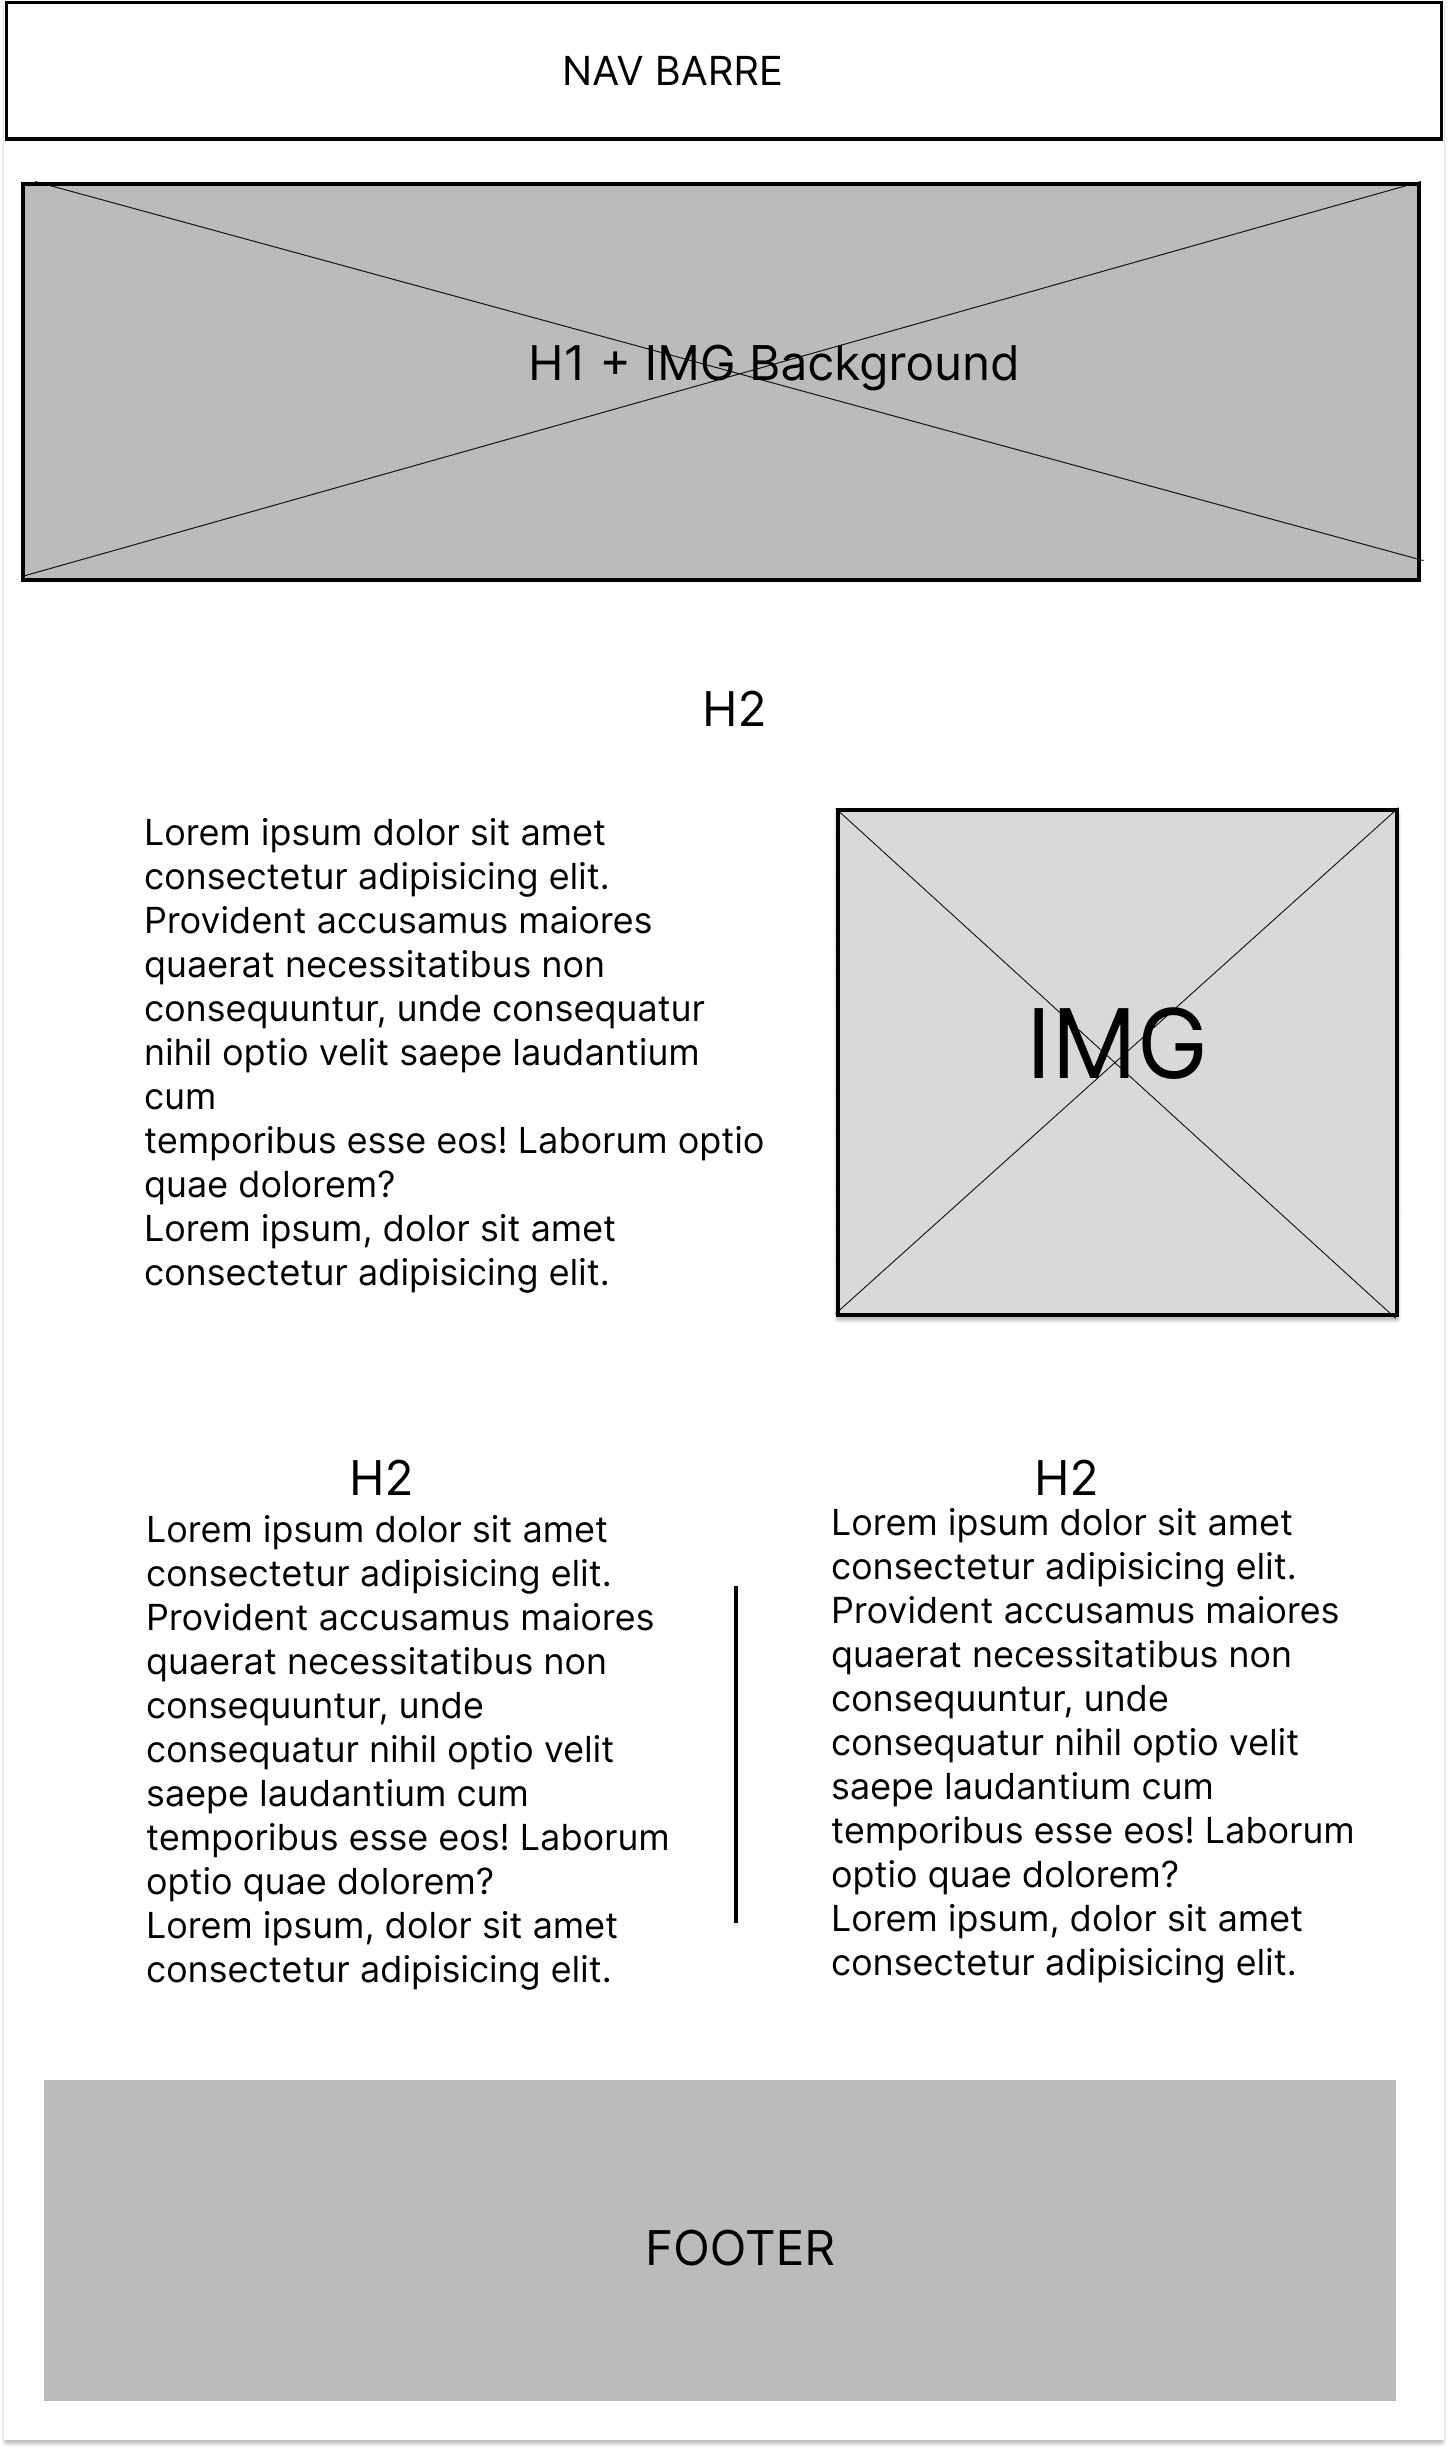 NAV BARRE
H1 + IMG Background
H2
Lorem ipsum dolor sit amet
consectetur adipisicing elit.
Provident accusamus maiores
quaerat necessitatibus non
consequuntur, unde consequatur
nihil optio velit saepe laudantium
cum
temporibus esse eos! Laborum optio
quae dolorem?
Lorem ipsum, dolor sit amet
consectetur adipisicing elit.
IMG
H2
Lorem ipsum dolor sit amet
consectetur adipisicing elit.
Provident accusamus maiores
quaerat necessitatibus non
consequuntur, unde
consequatur nihil optio velit
saepe laudantium cum
temporibus esse eos! Laborum
optio quae dolorem?
Lorem ipsum, dolor sit amet
consectetur adipisicing elit.
H2
Lorem ipsum dolor sit amet
consectetur adipisicing elit.
Provident accusamus maiores
quaerat necessitatibus non
consequuntur, unde
consequatur nihil optio velit
saepe laudantium cum
temporibus esse eos! Laborum
optio quae dolorem?
Lorem ipsum, dolor sit amet
consectetur adipisicing elit.
FOOTER